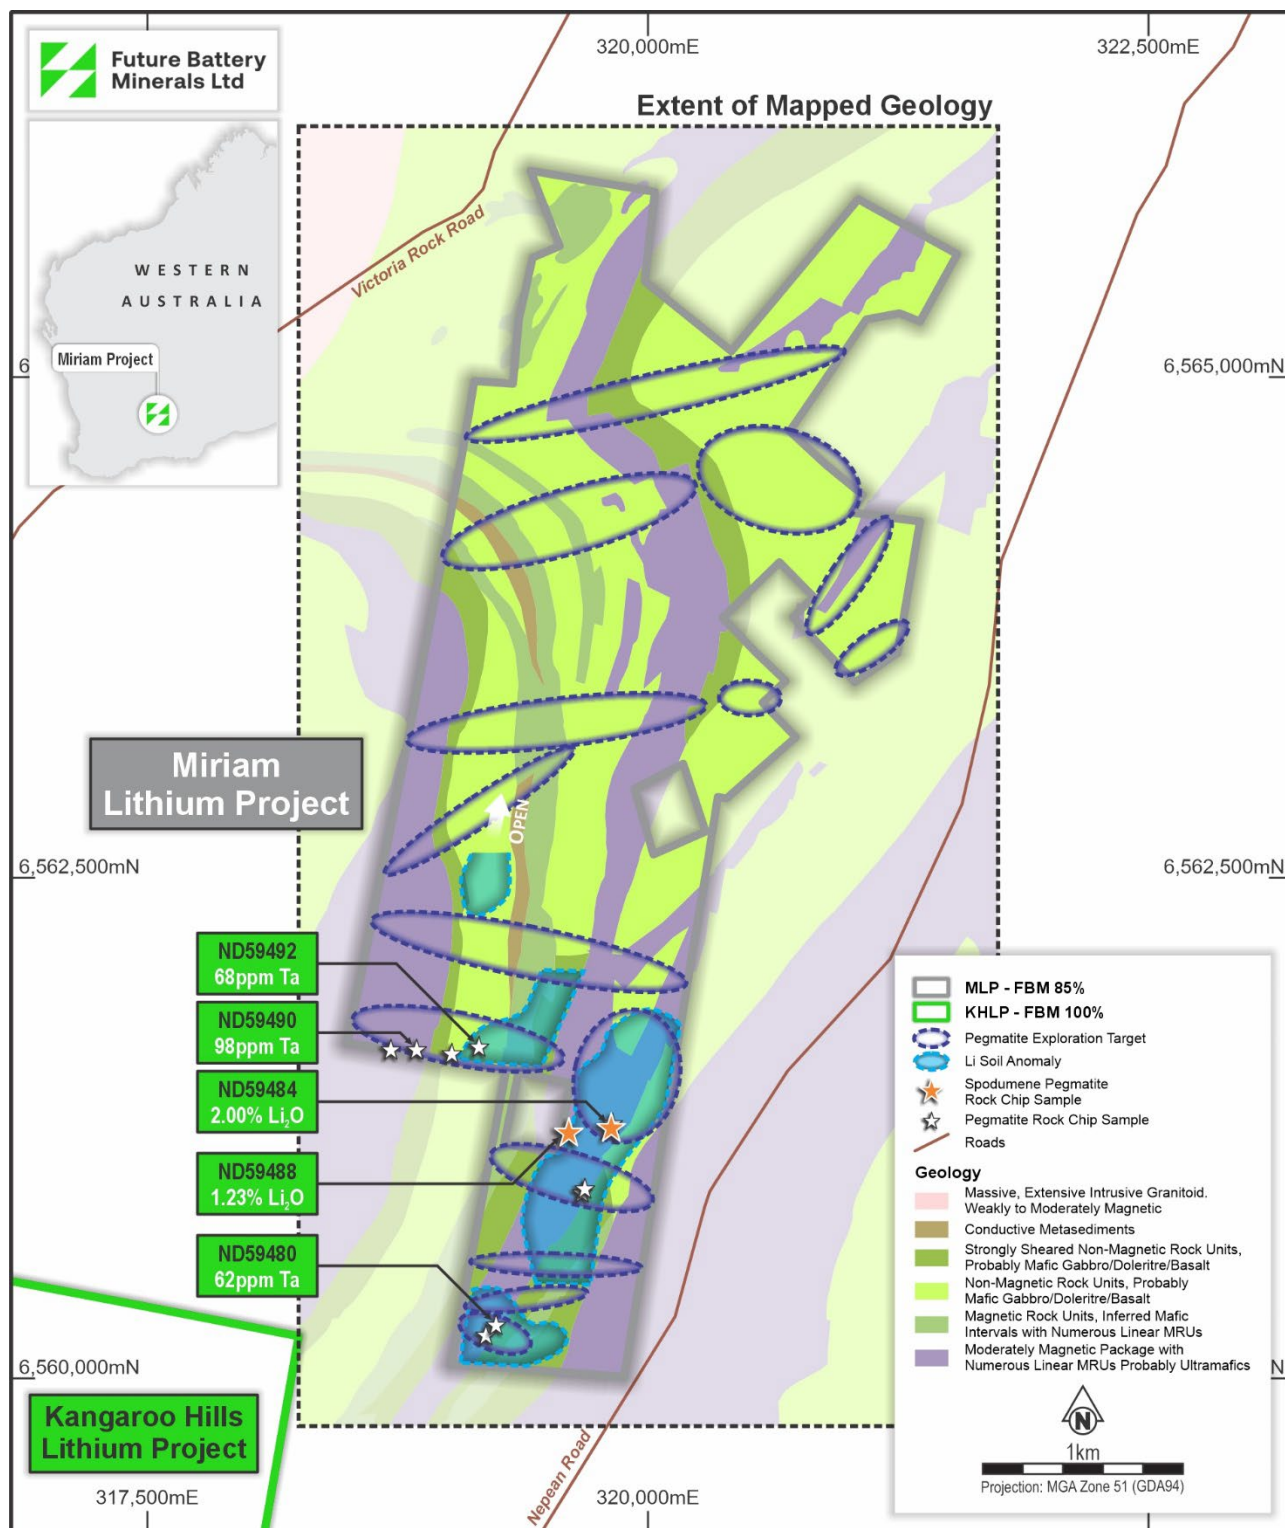 320,000mE
322,500mE
Future Battery
Minerals Ltd
Extent of Mapped Geology
WESTERN
AUSTRALIA
Miriam Project
Victoria Rock Road
6,565,000mN
Miriam
Lithium Project
OPEN
6,562,500mN
6,562,500mN
ND59492
68ppm Ta
ND59490
98ppm Ta
ND59484
2.00% Li₂O
ND59488
1.23% Li₂O
ND59480
62ppm Ta
6,560,000mN
Kangaroo Hills
Lithium Project
317,500mE
Nepean Road
320,000mE
MLP - FBM 85%
KHLP - FBM 100%
Pegmatite Exploration Target
Li Soil Anomaly
Spodumene Pegmatite
Rock Chip Sample
Pegmatite Rock Chip Sample
Roads
Geology
Massive, Extensive Intrusive Granitoid.
Weakly to Moderately Magnetic
Conductive Metasediments
Strongly Sheared Non-Magnetic Rock Units,
Probably Mafic Gabbro/Doleritre/Basalt
Non-Magnetic Rock Units, Probably
Mafic Gabbro/Doleritre/Basalt
Magnetic Rock Units, Inferred Mafic
Intervals with Numerous Linear MRUs
Moderately Magnetic Package with
Numerous Linear MRUs Probably Ultramafics
N
1km
Projection: MGA Zone 51 (GDA94)